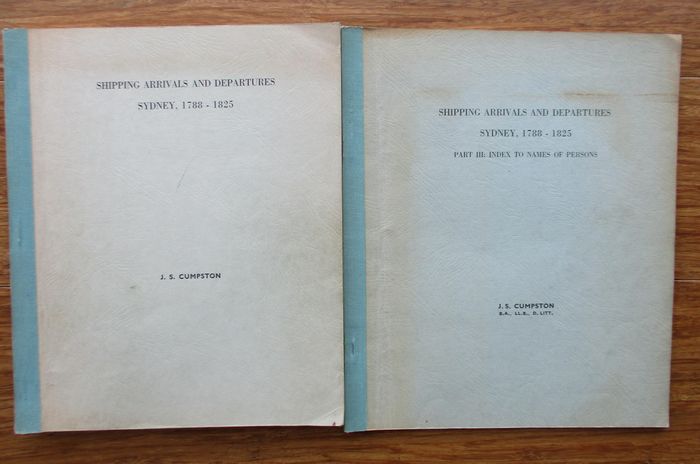 SHIPPING ARRIVALS AND DEPARTURES
SYDNEY, 1788 - 1825
J. S. CUMPSTON
SHIPPING ARRIVALS AND DEPARTURES
SYDNEY, 1788 - 1825
PART III: INDEX TO NAMES OF PERSONS
J. S. CUMPSTON
B.A., LL.B., D. LITT.